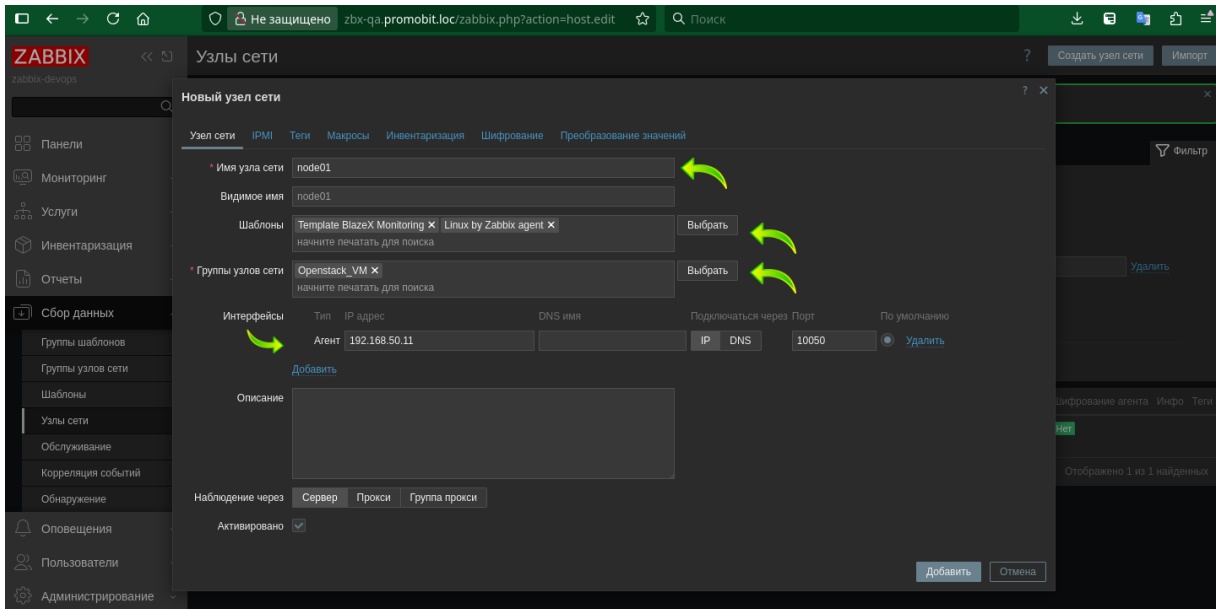 Не защищено zbx-qa.promobit.loc/zabbix.php?action=host.edit Поиск
ZABBIX
zabbix-devops
Узлы сети
? Создать узел сети Импорт
Новый узел сети
Узел сети IPMI Теги Макросы Инвентаризация Шифрование Преобразование значений
* Имя узла сети node01
Видимое имя node01
Шаблоны Template BlazeX Monitoring Linux by Zabbix agent Выбрать
начните печатать для поиска
* Группы узлов сети Openstack_VM Выбрать
начните печатать для поиска
Интерфейсы Тип IP адрес DNS имя Подключаться через Порт По умолчанию
Агент 192.168.50.11 IP DNS 10050 Удалить
Добавить
Описание
Наблюдение через Сервер Прокси Группа прокси
Активировано
Добавить Отмена
Панели
Мониторинг
Услуги
Инвентаризация
Отчеты
Сбор данных
Группы шаблонов
Группы узлов сети
Шаблоны
Узлы сети
Обслуживание
Корреляция событий
Обнаружение
Оповещения
Пользователи
Администрирование
Фильтр
Удалить
Шифрование агента Инфо Теги
Нет
Отображено 1 из 1 найденных